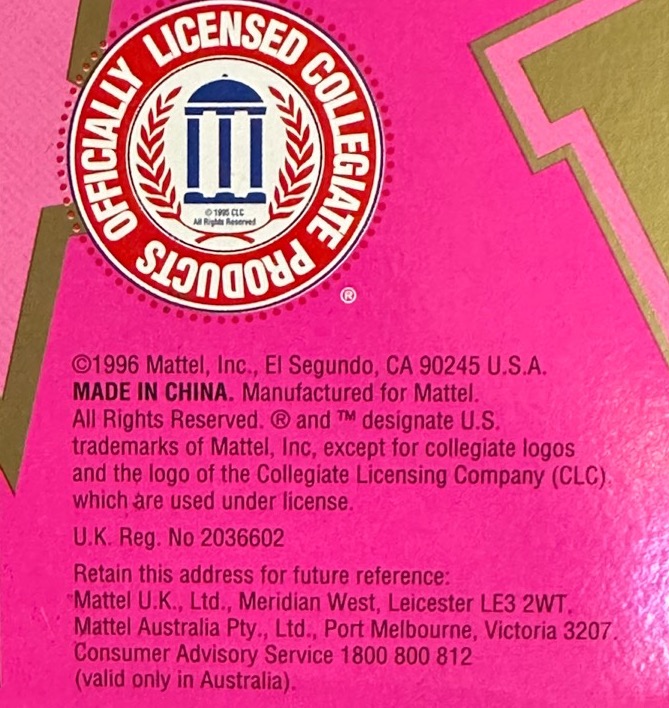 OFFICIALLY LICENSED COLLEGIATE PRODUCTS
© 1995 CLC
All Rights Reserved
®
©1996 Mattel, Inc., El Segundo, CA 90245 U.S.A.
MADE IN CHINA. Manufactured for Mattel.
All Rights Reserved. ® and ™ designate U.S.
trademarks of Mattel, Inc, except for collegiate logos
and the logo of the Collegiate Licensing Company (CLC)
which are used under license.
U.K. Reg. No 2036602
Retain this address for future reference:
Mattel U.K., Ltd., Meridian West, Leicester LE3 2WT.
Mattel Australia Pty., Ltd., Port Melbourne, Victoria 3207.
Consumer Advisory Service 1800 800 812
(valid only in Australia).